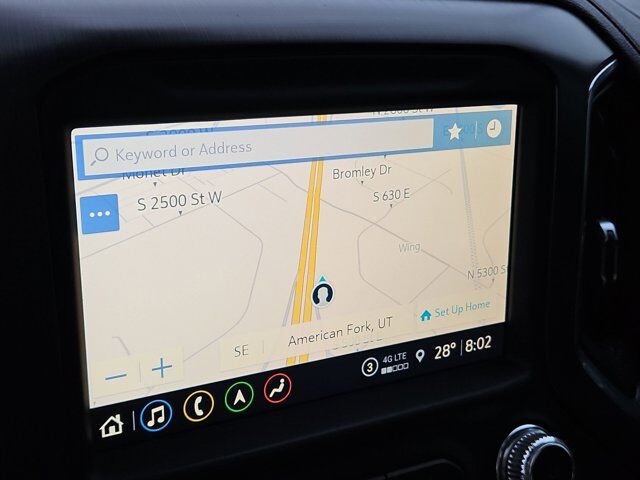 Keyword or Address
Monet Dr
Bromley Dr
S 2500 St W
S 630 E
Wing
N 5300 St
Set Up Home
SE
American Fork, UT
3
4G LTE
28°
8:02